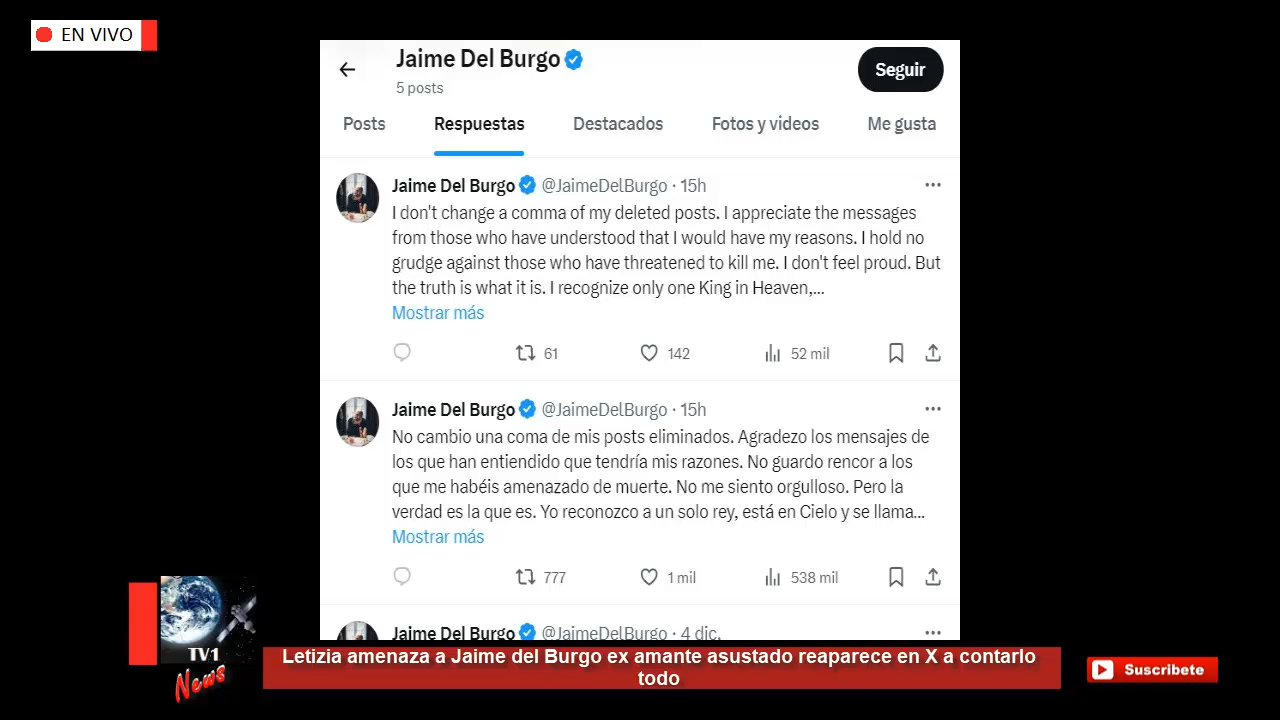 EN VIVO
Jaime Del Burgo
5 posts
Seguir
Posts
Respuestas
Destacados
Fotos y videos
Me gusta
Jaime Del Burgo @JaimeDelBurgo · 15h
I don't change a comma of my deleted posts. I appreciate the messages
from those who have understood that I would have my reasons. I hold no
grudge against those who have threatened to kill me. I don't feel proud. But
the truth is what it is. I recognize only one King in Heaven,...
Mostrar más
61
142
52 mil
Jaime Del Burgo @JaimeDelBurgo · 15h
No cambio una coma de mis posts eliminados. Agradezo los mensajes de
los que han entiendido que tendría mis razones. No guardo rencor a los
que me habéis amenazado de muerte. No me siento orgulloso. Pero la
verdad es la que es. Yo reconozco a un solo rey, está en Cielo y se llama...
Mostrar más
777
1 mil
538 mil
Jaime Del Burgo @JaimeDelBurgo · 4 dic.
TV1
News
Letizia amenaza a Jaime del Burgo ex amante asustado reaparece en X a contarlo
todo
Suscribete